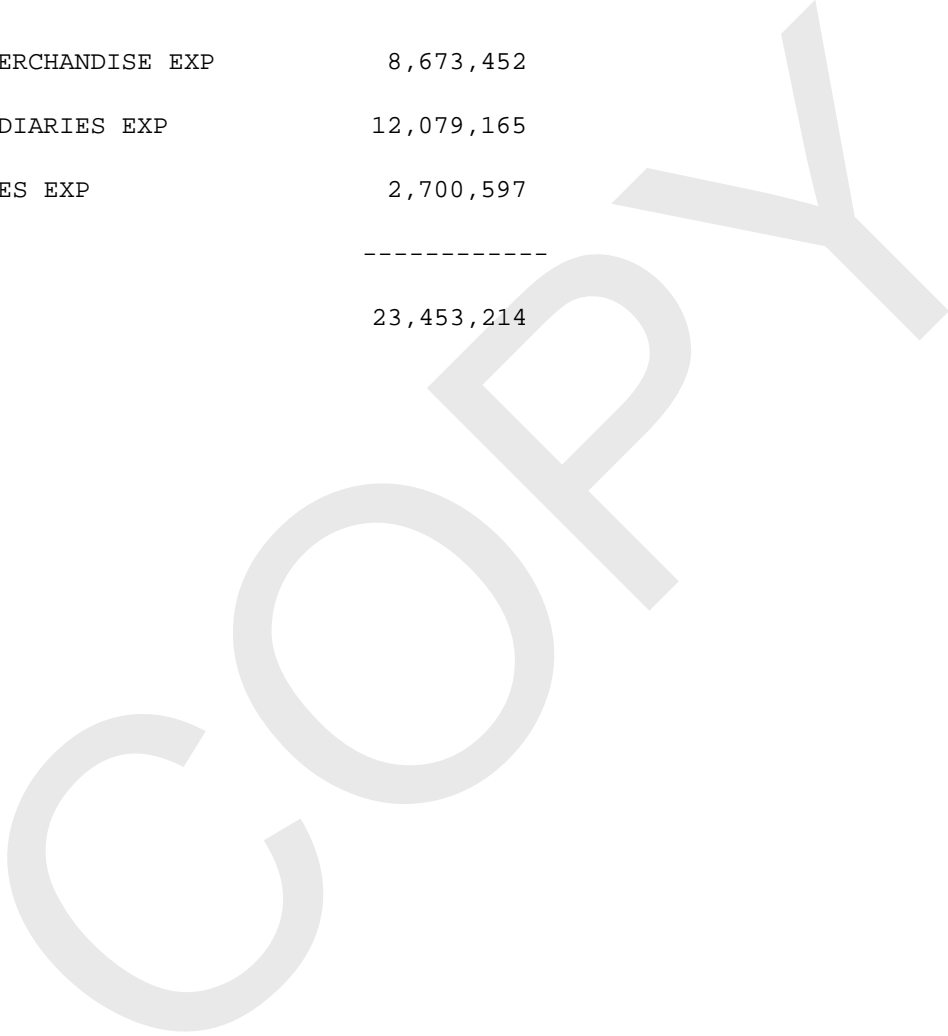 ERCHANDISE EXP 8,673,452
DIARIES EXP 12,079,165
ES EXP 2,700,597
------------
23,453,214
COPY